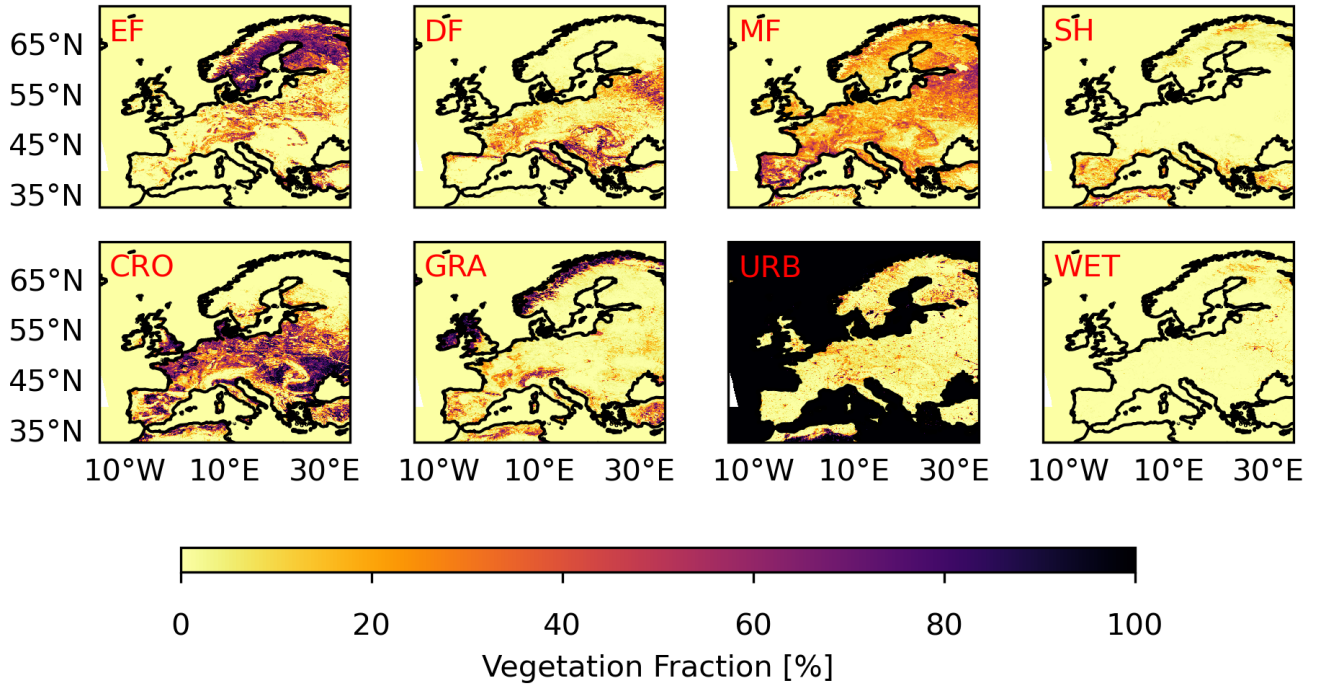 EF DF MF SH
65°N
55°N
45°N
35°N
CRO GRA URB WET
65°N
55°N
45°N
35°N
10°W 10°E 30°E 10°W 10°E 30°E 10°W 10°E 30°E 10°W 10°E 30°E
0 20 40 60 80 100
Vegetation Fraction [%]